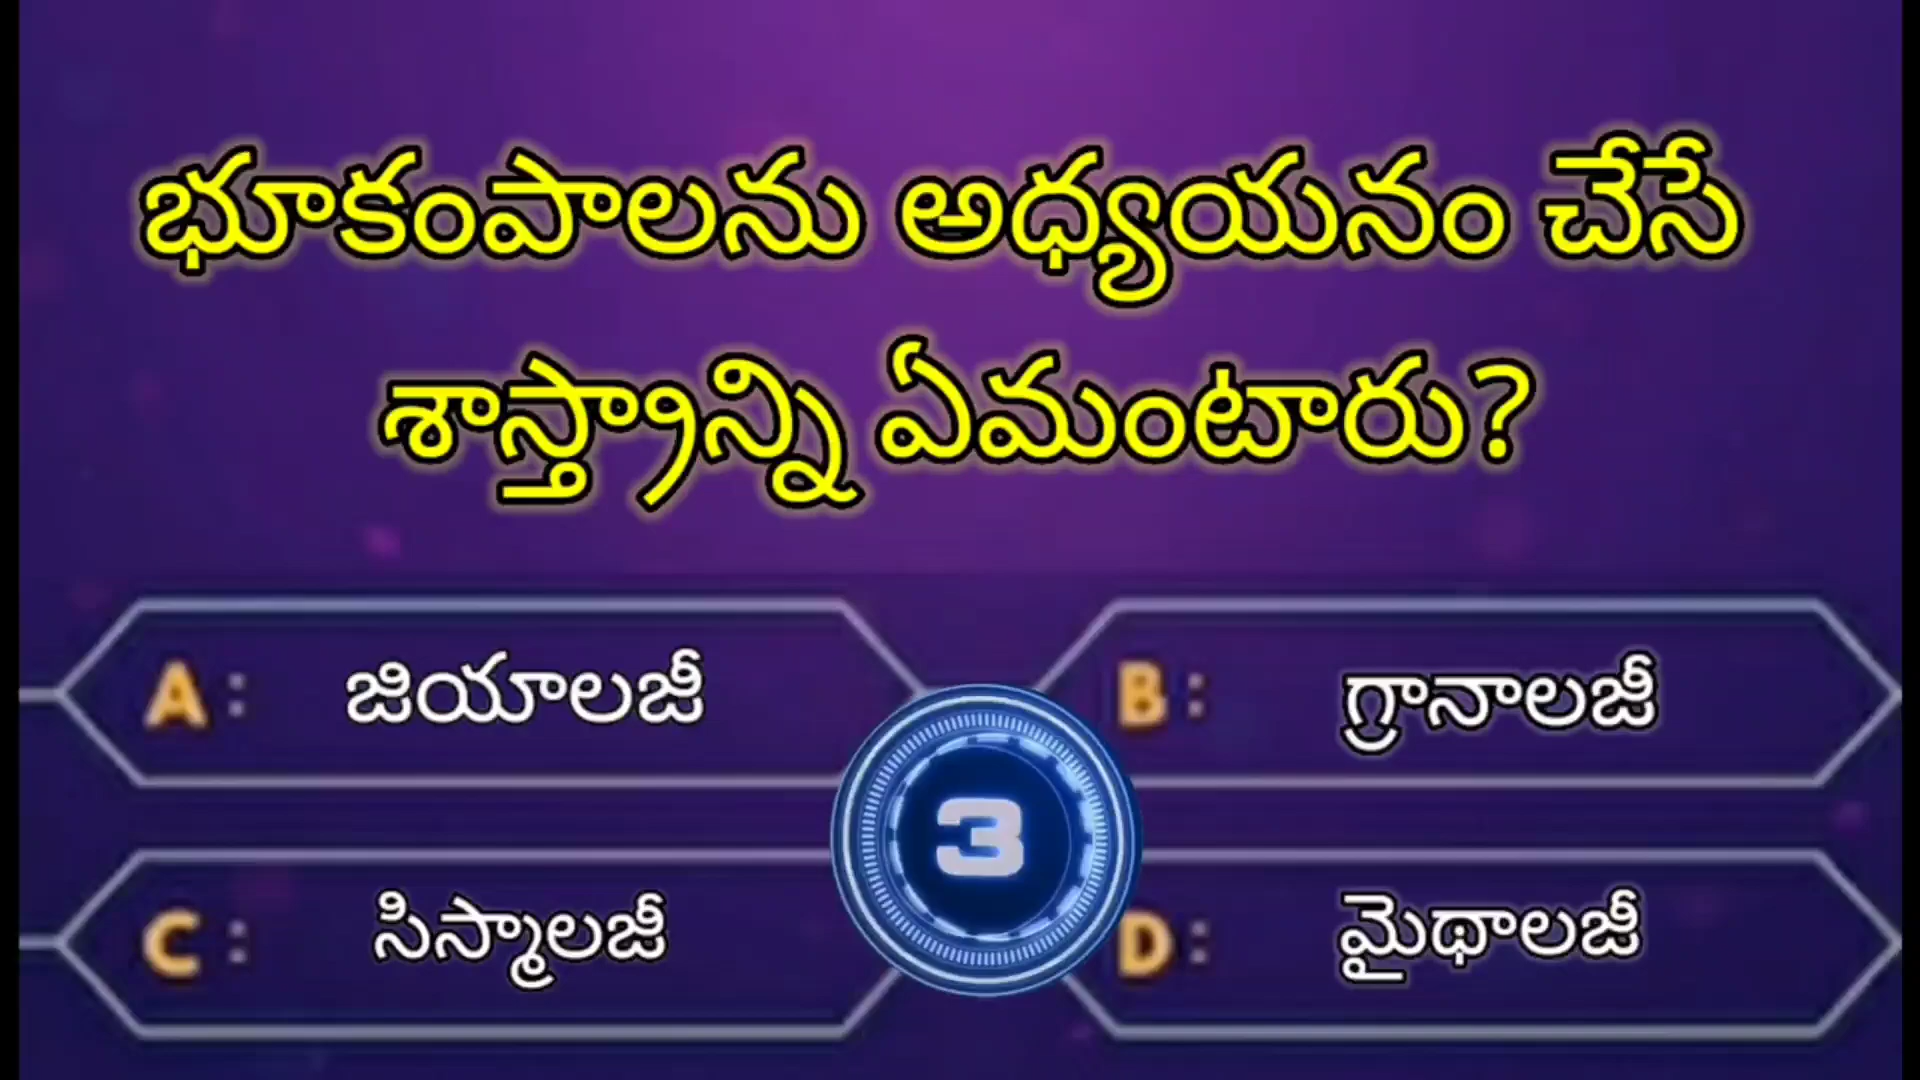 భూకంపాలను అధ్యయనం చేసే
శాస్త్రాన్ని ఏమంటారు?
A : జియాలజీ
B : గ్రానాలజీ
3
C : సిస్మాలజీ
D : మైథాలజీ